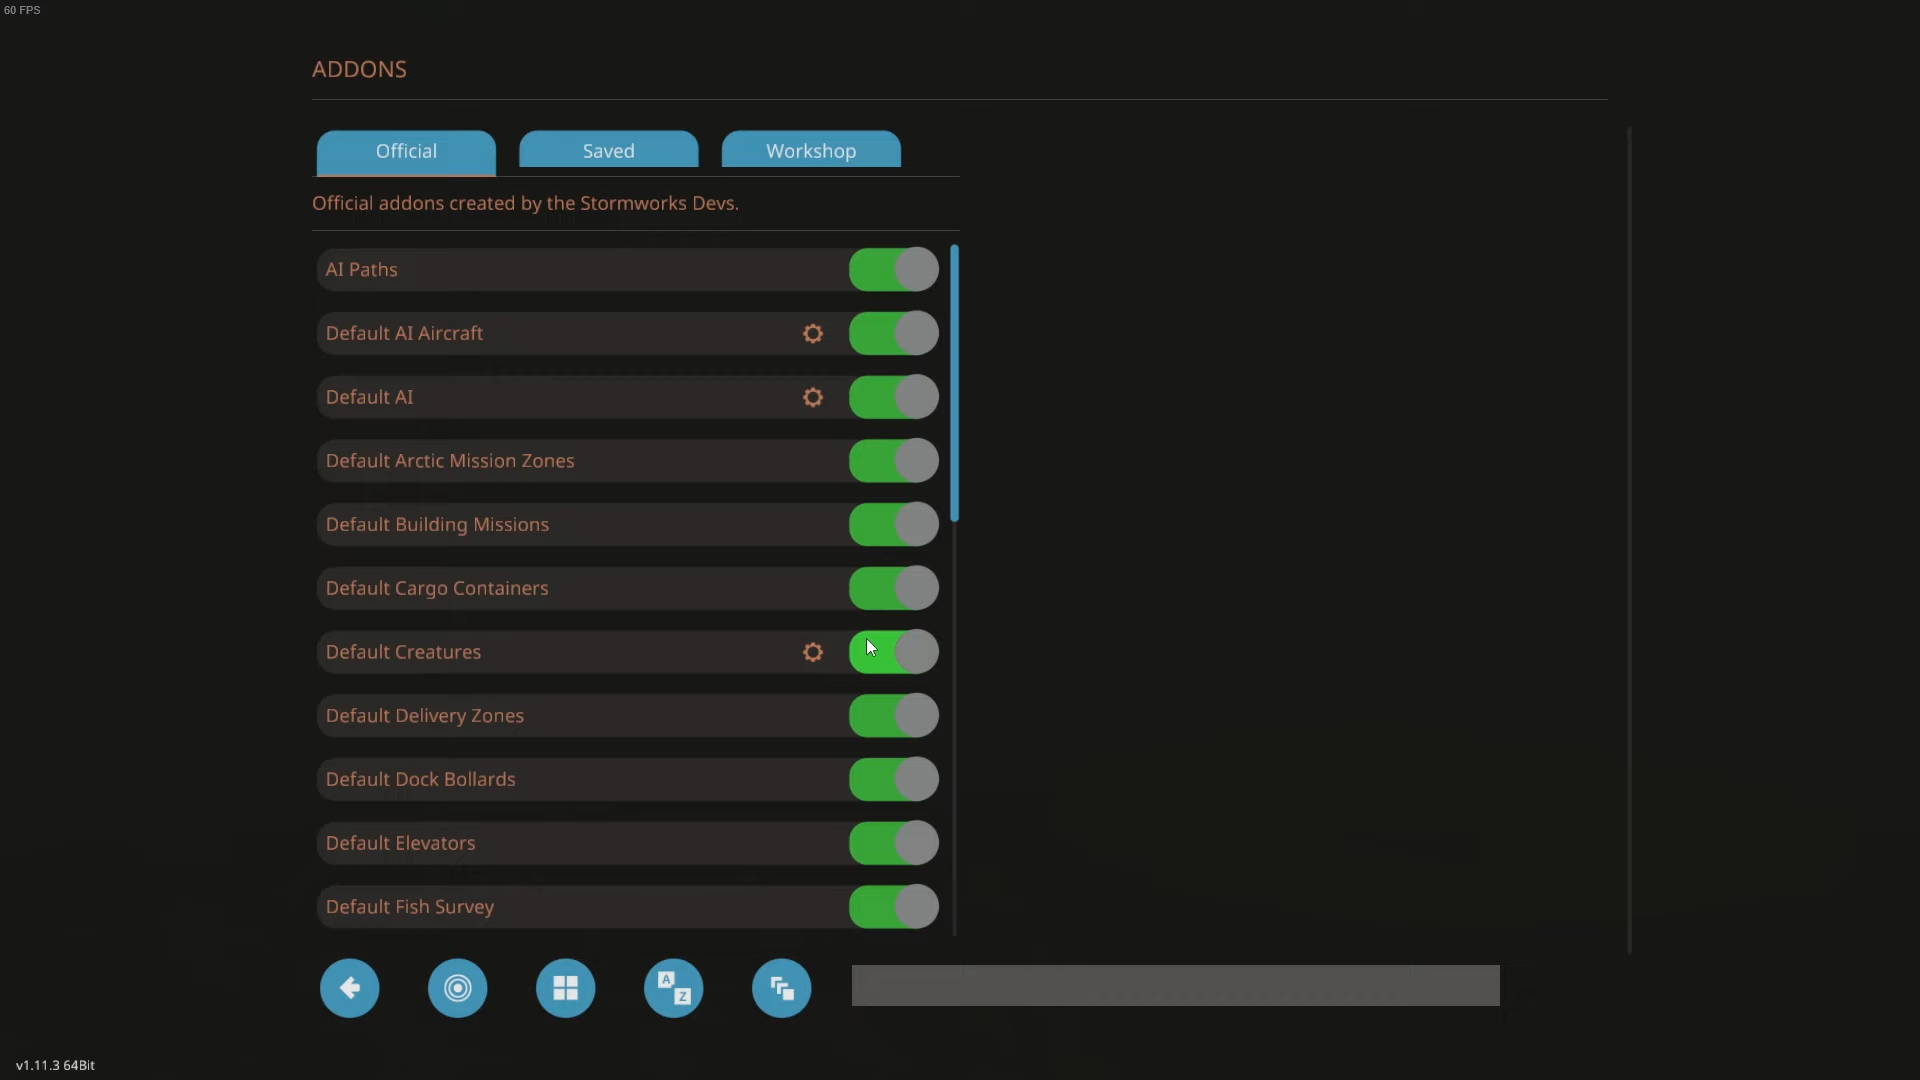 60 FPS
ADDONS
Official
Saved
Workshop
Official addons created by the Stormworks Devs.
AI Paths
Default AI Aircraft
Default AI
Default Arctic Mission Zones
Default Building Missions
Default Cargo Containers
Default Creatures
Default Delivery Zones
Default Dock Bollards
Default Elevators
Default Fish Survey
A
Z
v1.11.3 64Bit